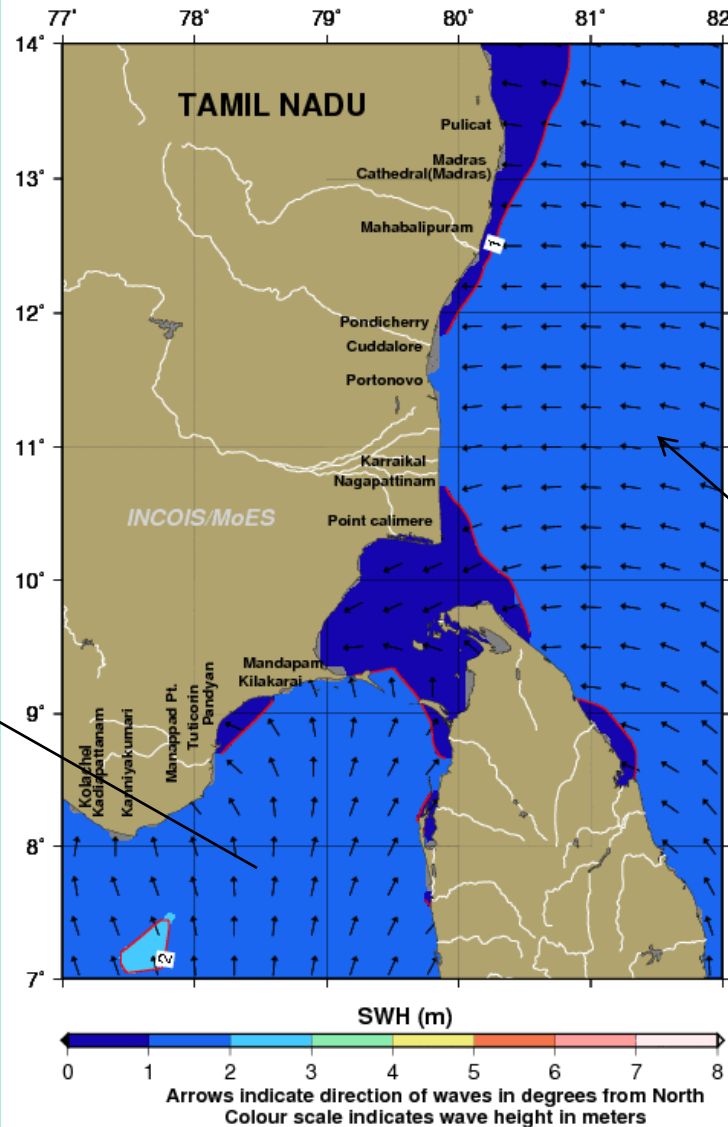 77° 78° 79° 80° 81° 82
14°
TAMIL NADU
Pulicat
13°
Madras
Cathedral(Madras)
Mahabalipuram
1
12°
Pondicherry
Cuddalore
Portonovo
11°
Karraikal
Nagapattinam
INCOIS/MoES
Point calimere
10°
Mandapam
Kilakarai
9°
Kolachel
Kadiapattanam
Kanniyakumari
Manappad Pt.
Tuticorin
Pandyan
8°
2
7°
SWH (m)
0 1 2 3 4 5 6 7 8
Arrows indicate direction of waves in degrees from North
Colour scale indicates wave height in meters